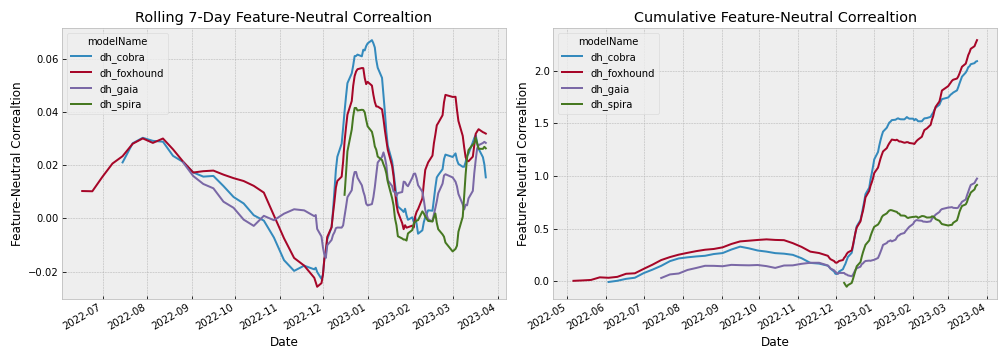 Rolling 7-Day Feature-Neutral Correaltion
Feature-Neutral Correaltion
0.06
0.04
0.02
0.00
−0.02
modelName
dh_cobra
dh_foxhound
dh_gaia
dh_spira
2022-07
2022-08
2022-09
2022-10
2022-11
2022-12
2023-01
2023-02
2023-03
2023-04
Date
Cumulative Feature-Neutral Correaltion
Feature-Neutral Correaltion
2.0
1.5
1.0
0.5
0.0
modelName
dh_cobra
dh_foxhound
dh_gaia
dh_spira
2022-05
2022-06
2022-07
2022-08
2022-09
2022-10
2022-11
2022-12
2023-01
2023-02
2023-03
2023-04
Date